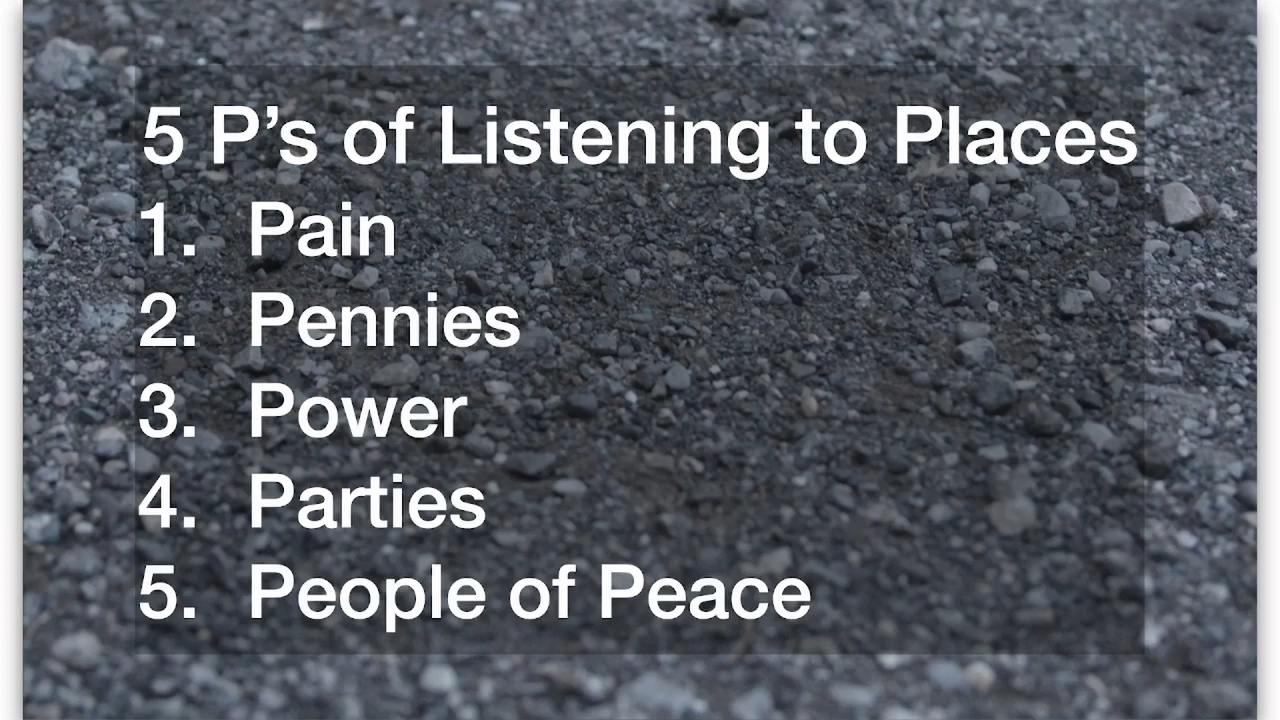 5 P’s of Listening to Places
1. Pain
2. Pennies
3. Power
4. Parties
5. People of Peace